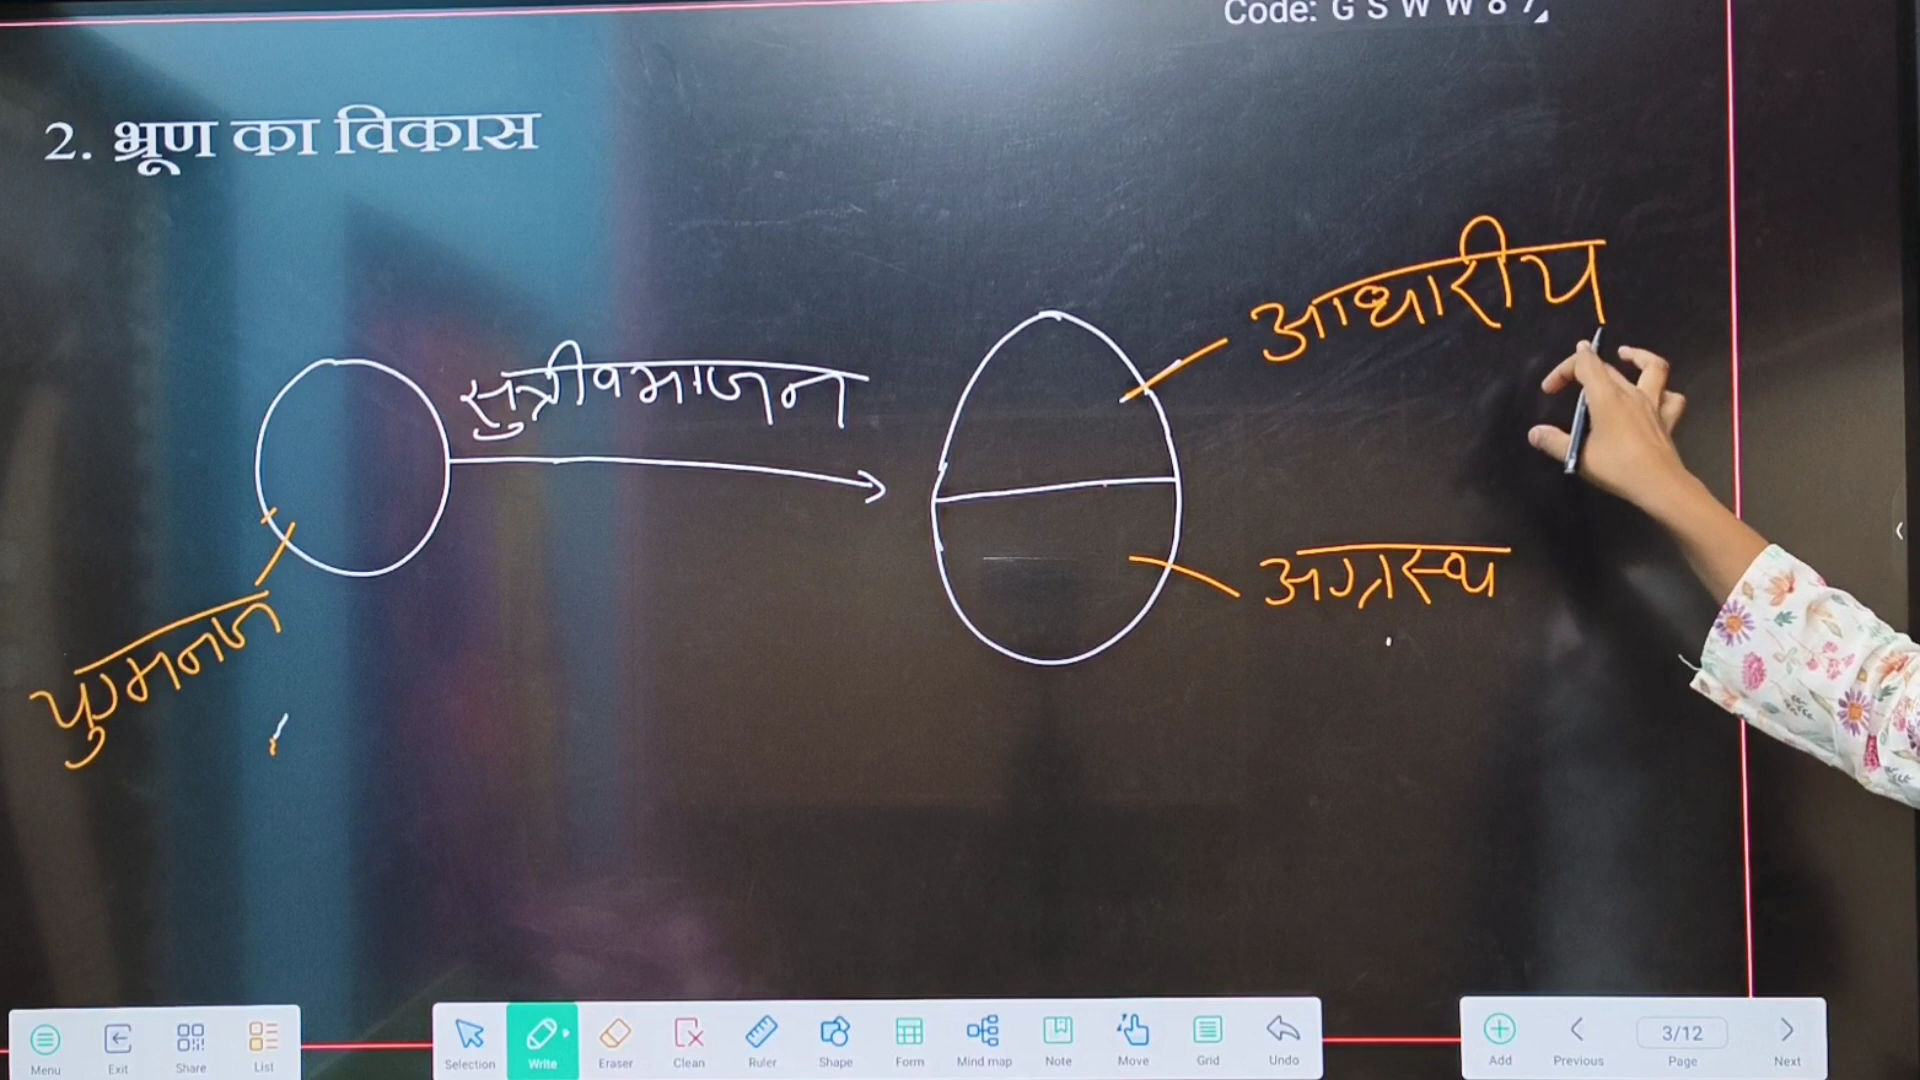 Code: G S W W 8 7
2. भ्रूण का विकास
आधारीय
सुत्रीवभाजन
अग्रस्थ
युग्मनज
Menu
Exit
Share
List
Selection
Write
Eraser
Clean
Ruler
Shape
Form
Mind map
Note
Move
Grid
Undo
Add
Previous
3/12
Page
Next